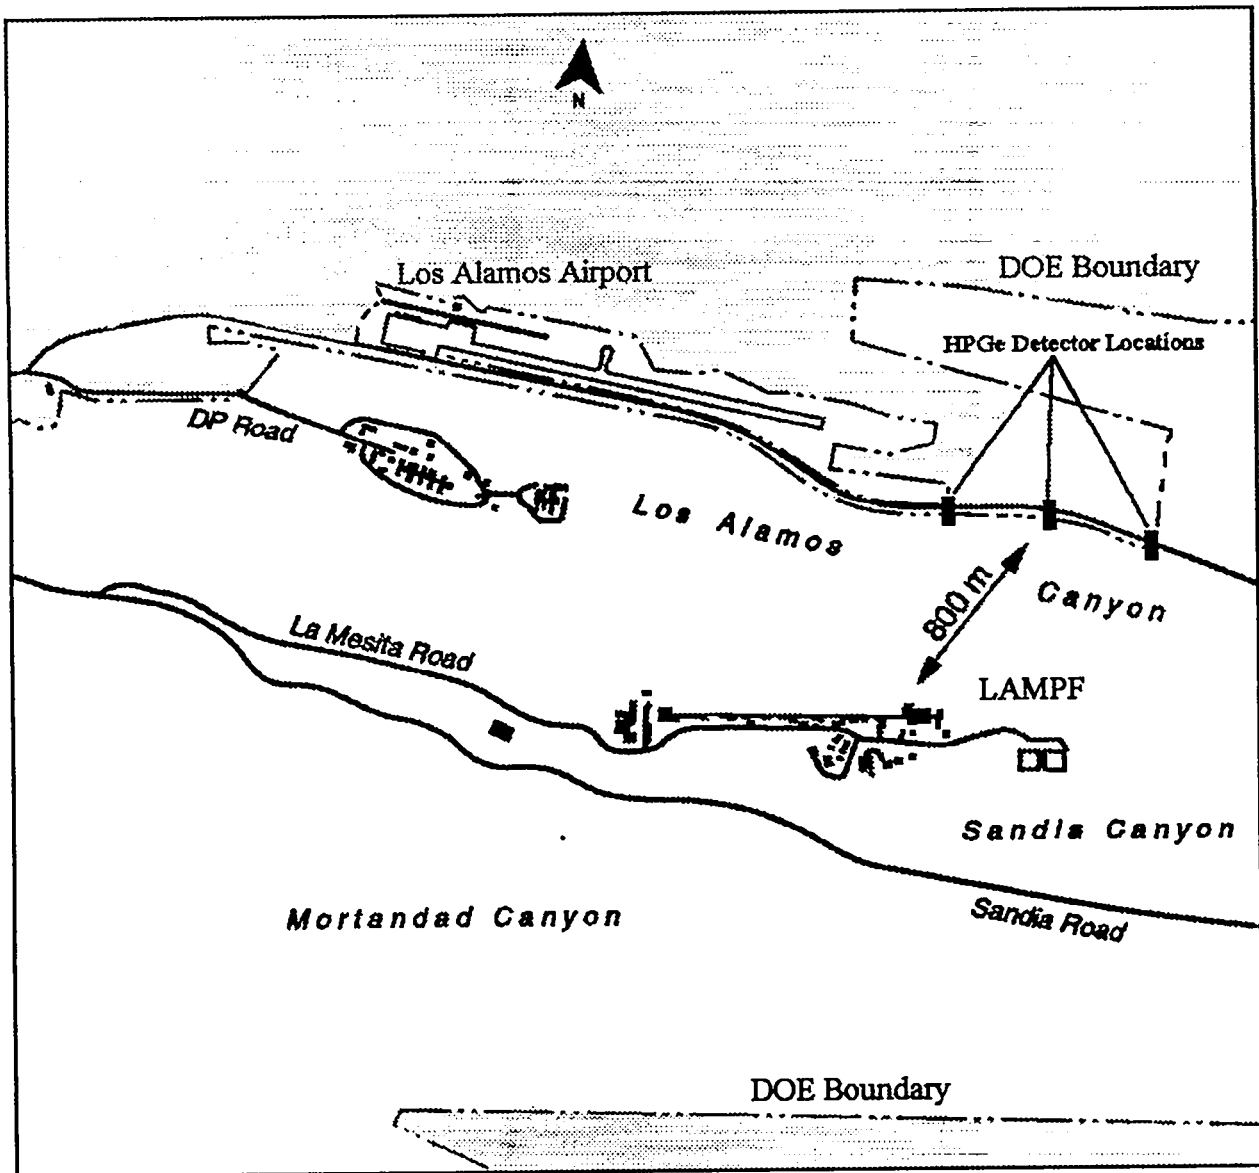 N
Los Alamos Airport
DOE Boundary
HPGe Detector Locations
DP Road
Los Alamos
Canyon
800 m
La Mesita Road
LAMPF
Sandia Canyon
Mortandad Canyon
Sandia Road
DOE Boundary